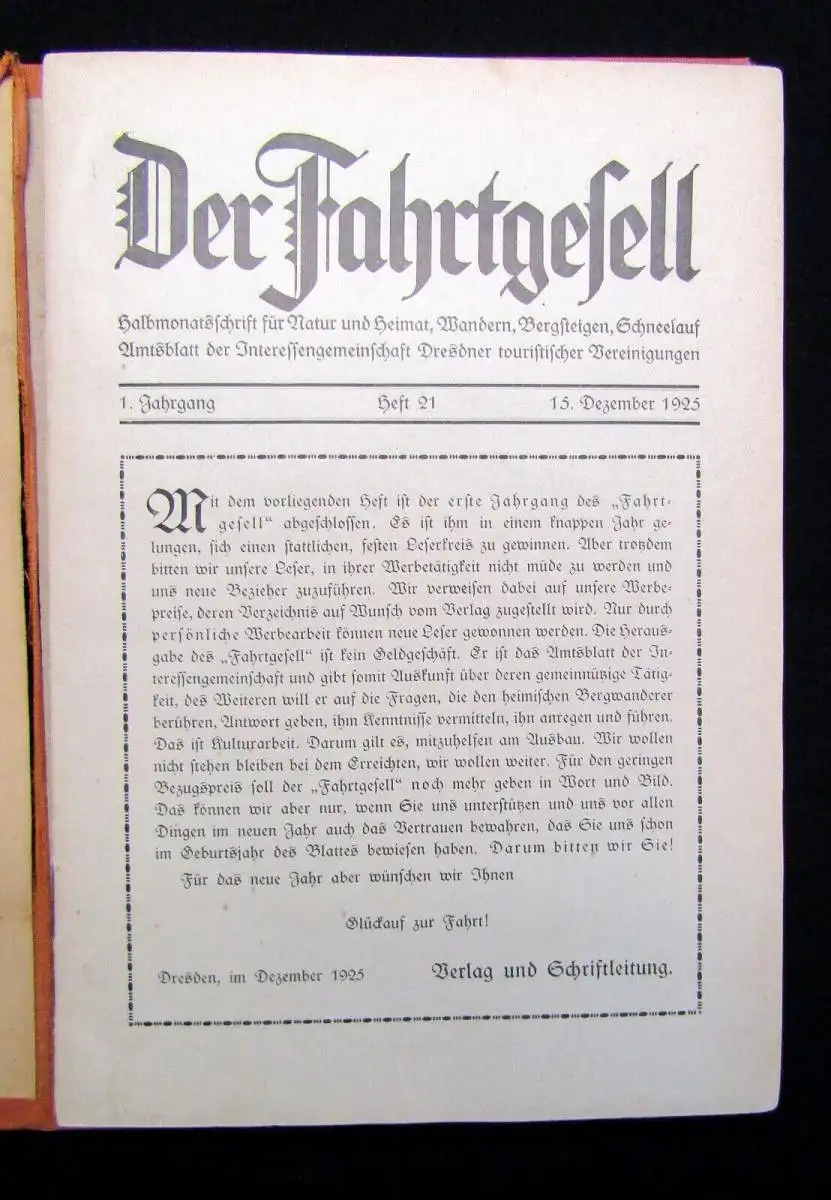 Der Fahrtgesell
Halbmonatsschrift für Natur und Heimat, Wandern, Bergsteigen, Schneelauf
Amtsblatt der Interessengemeinschaft Dresdner touristischer Vereinigungen
1. Jahrgang Heft 21 15. Dezember 1925
Mit dem vorliegenden Heft ist der erste Jahrgang des „Fahrt-
gesell“ abgeschlossen. Es ist ihm in einem knappen Jahr ge-
lungen, sich einen stattlichen, festen Leserkreis zu gewinnen. Aber trotzdem
bitten wir unsere Leser, in ihrer Werbetätigkeit nicht müde zu werden und
uns neue Bezieher zuzuführen. Wir verweisen dabei auf unsere Werbe-
preise, deren Verzeichnis auf Wunsch vom Verlag zugestellt wird. Nur durch
persönliche Werbearbeit können neue Leser gewonnen werden. Die Heraus-
gabe des „Fahrtgesell“ ist kein Geldgeschäft. Er ist das Amtsblatt der In-
teressengemeinschaft und gibt somit Auskunft über deren gemeinnützige Tätig-
keit, des Weiteren will er auf die Fragen, die den heimischen Bergwanderer
berühren, Antwort geben, ihm Kenntnisse vermitteln, ihn anregen und führen.
Das ist Kulturarbeit. Darum gilt es, mitzuhelfen am Ausbau. Wir wollen
nicht stehen bleiben bei dem Erreichten, wir wollen weiter. Für den geringen
Bezugspreis soll der „Fahrtgesell“ noch mehr geben in Wort und Bild.
Das können wir aber nur, wenn Sie uns unterstützen und uns vor allen
Dingen im neuen Jahr auch das Vertrauen bewahren, das Sie uns schon
im Geburtsjahr des Blattes bewiesen haben. Darum bitten wir Sie!
Für das neue Jahr aber wünschen wir Ihnen
Glückauf zur Fahrt!
Dresden, im Dezember 1925 Verlag und Schriftleitung.